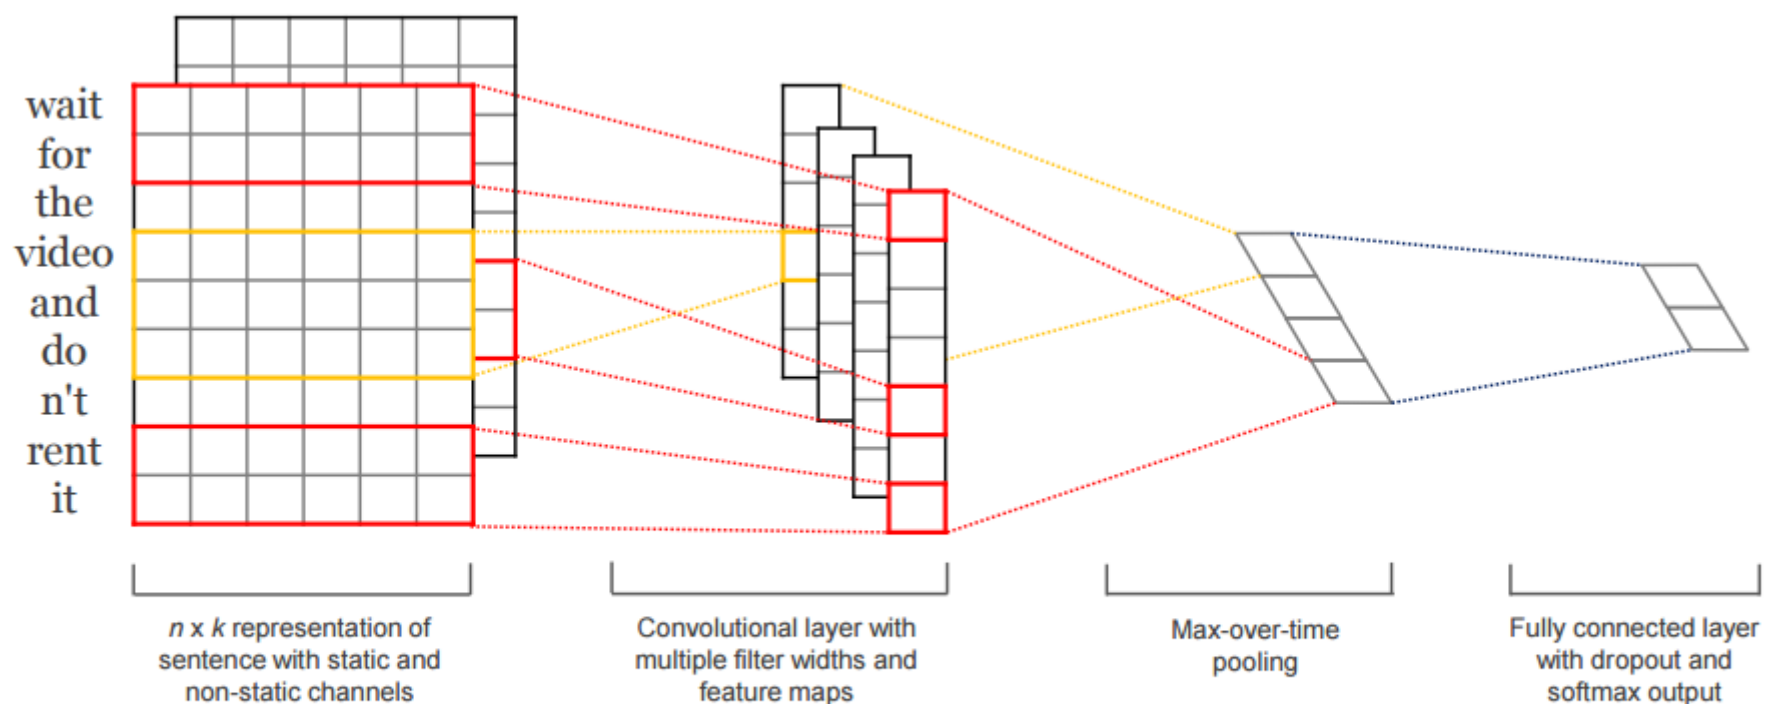 wait
for
the
video
and
do
n't
rent
it
n x k representation of
sentence with static and
non-static channels
Convolutional layer with
multiple filter widths and
feature maps
Max-over-time
pooling
Fully connected layer
with dropout and
softmax output